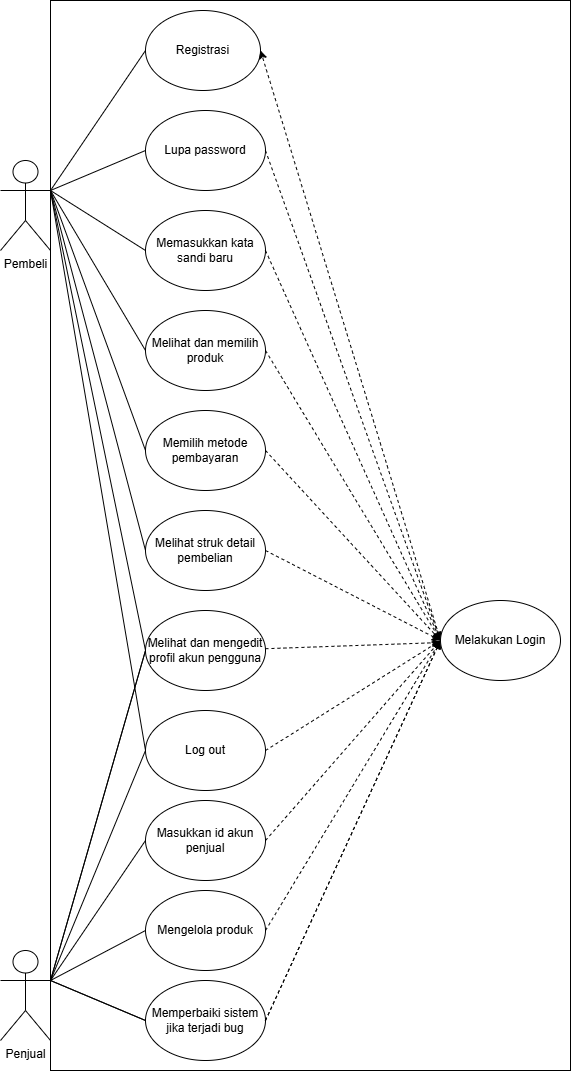 Registrasi
Lupa password
Pembeli
Memasukkan kata
sandi baru
Melihat dan memilih
produk
Memilih metode
pembayaran
Melihat struk detail
pembelian
Melihat dan mengedit
profil akun pengguna
Melakukan Login
Log out
Masukkan id akun
penjual
Mengelola produk
Memperbaiki sistem
jika terjadi bug
Penjual